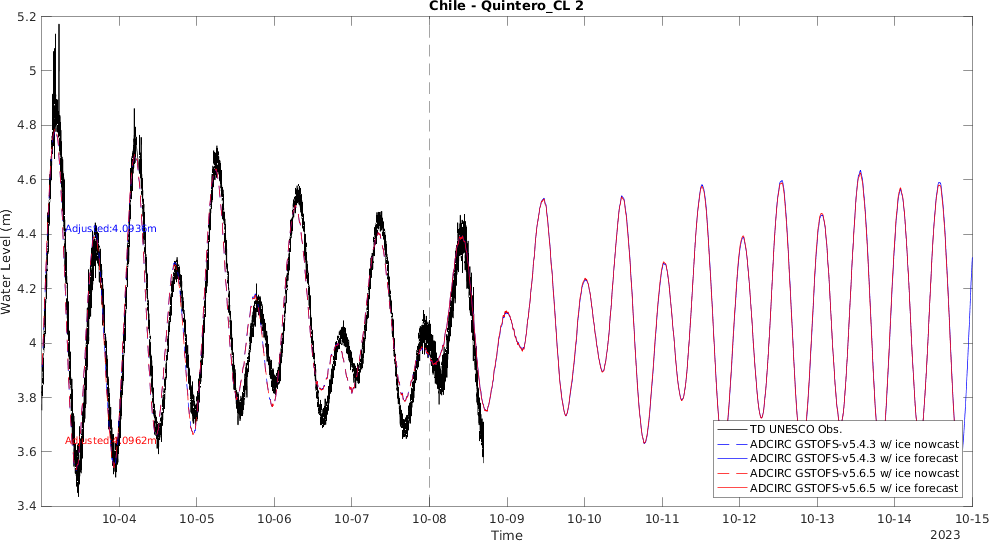 Chile - Quintero_CL 2
5.2
5
4.8
4.6
4.4
4.2
4
3.8
3.6
3.4
Water Level (m)
Adjusted:4.0936m
Adjusted:4.0962m
TD UNESCO Obs.
ADCIRC GSTOFS-v5.4.3 w/ ice nowcast
ADCIRC GSTOFS-v5.4.3 w/ ice forecast
ADCIRC GSTOFS-v5.6.5 w/ ice nowcast
ADCIRC GSTOFS-v5.6.5 w/ ice forecast
10-04 10-05 10-06 10-07 10-08 10-09 10-10 10-11 10-12 10-13 10-14 10-15
Time
2023